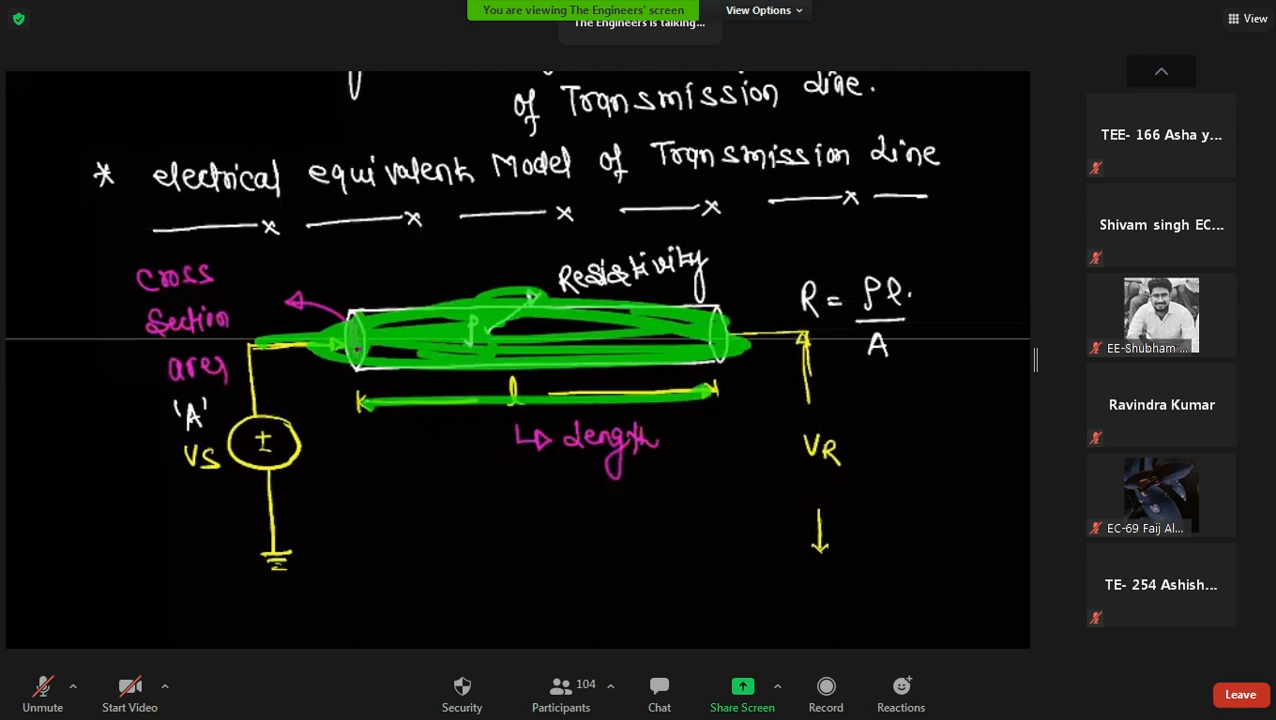 You are viewing The Engineers' screen
View Options
The Engineers is talking...
View
of Transmission Line.
* electrical equivalent Model of Transmission Line
Cross
Section
area
'A'
Resistivity
ρ
R = ρl
A
l
Length
VS
±
VR
TEE- 166 Asha y...
Shivam singh EC...
EE-Shubham ...
Ravindra Kumar
EC-69 Faij Al...
TE- 254 Ashish...
Unmute
Start Video
Security
104
Participants
Chat
Share Screen
Record
Reactions
Leave